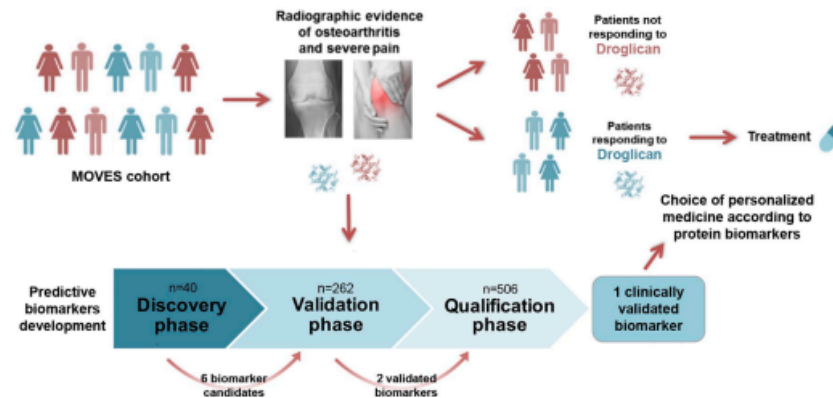 Radiographic evidence
of osteoarthritis
and severe pain
Patients not
responding to
Droglican
MOVES cohort
Patients
responding to
Droglican
Treatment
Choice of personalized
medicine according to
protein biomarkers
Predictive
biomarkers
development
n=40
Discovery
phase
n=262
Validation
phase
n=506
Qualification
phase
1 clinically
validated
biomarker
6 biomarker
candidates
2 validated
biomarkers